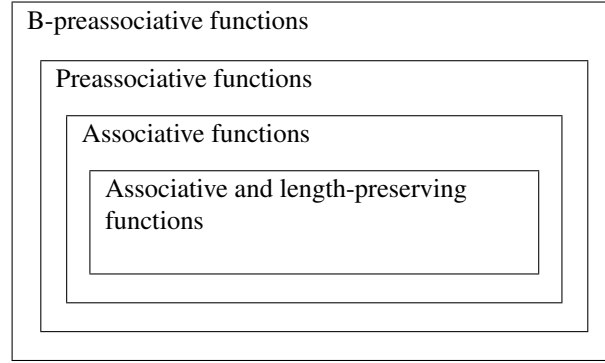 B-preassociative functions
Preassociative functions
Associative functions
Associative and length-preserving
functions